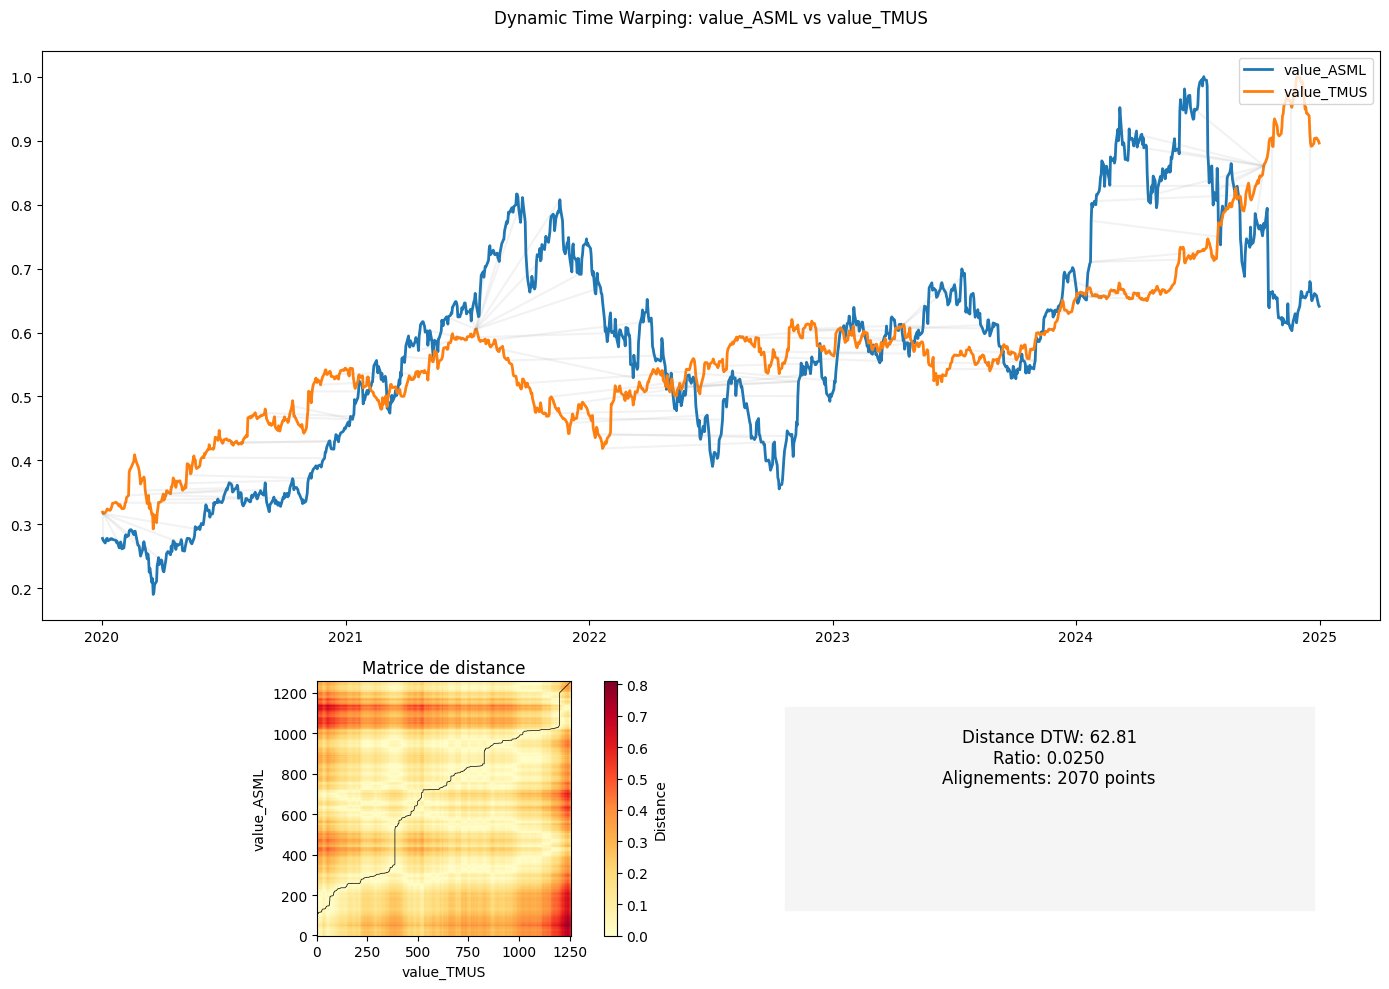 Dynamic Time Warping: value_ASML vs value_TMUS
value_ASML
value_TMUS
1.0
0.9
0.8
0.7
0.6
0.5
0.4
0.3
0.2
2020 2021 2022 2023 2024 2025
Matrice de distance
value_ASML
1200
1000
800
600
400
200
0
0 250 500 750 1000 1250
value_TMUS
0.8
0.7
0.6
0.5
0.4
0.3
0.2
0.1
0.0
Distance
Distance DTW: 62.81
Ratio: 0.0250
Alignements: 2070 points